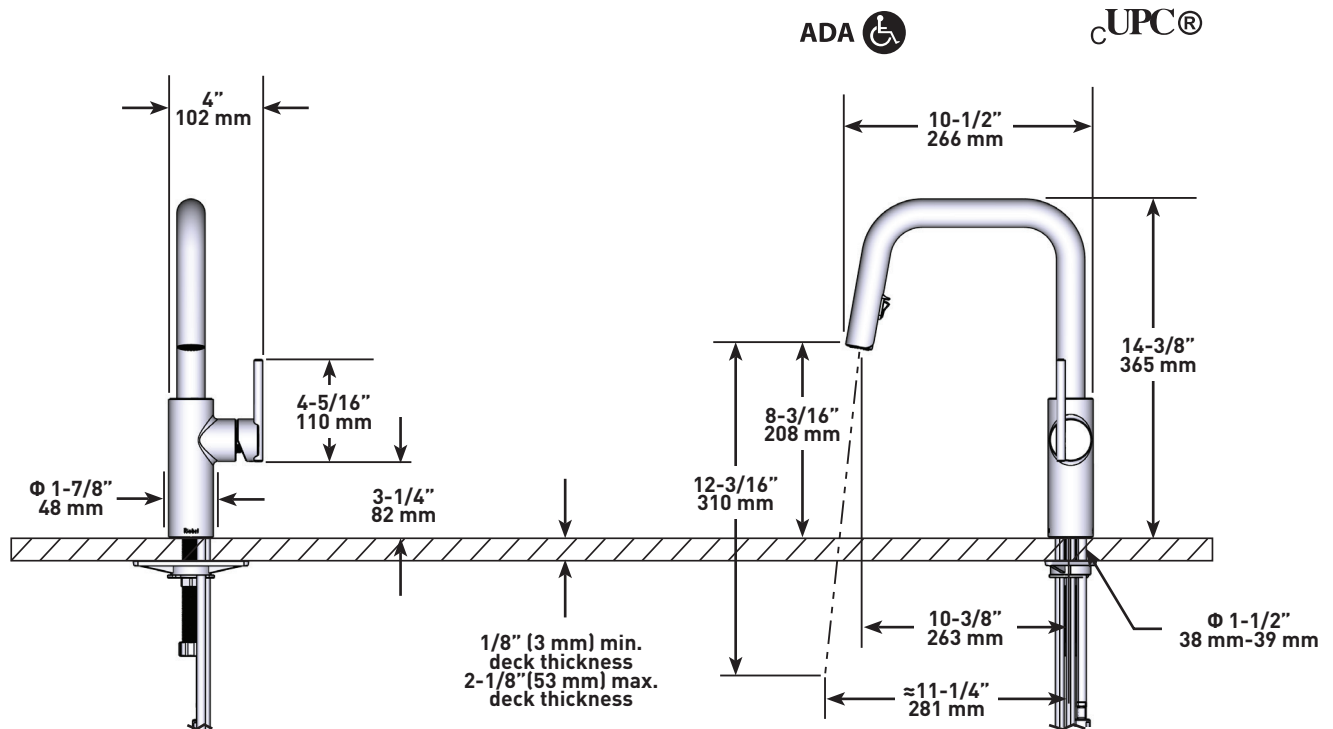 ADA
cUPC®
4”
102 mm
10-1/2”
266 mm
14-3/8”
365 mm
4-5/16”
110 mm
8-3/16”
208 mm
Φ 1-7/8”
48 mm
3-1/4”
82 mm
12-3/16”
310 mm
1/8” (3 mm) min.
deck thickness
2-1/8”(53 mm) max.
deck thickness
10-3/8”
263 mm
Φ 1-1/2”
38 mm-39 mm
≈11-1/4”
281 mm